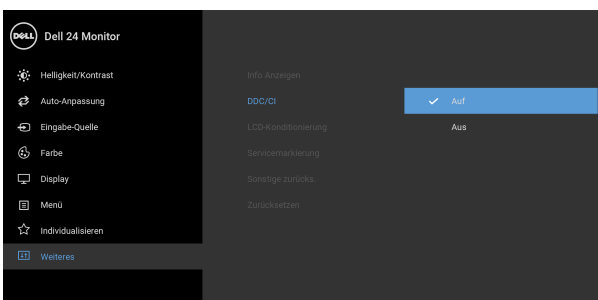 DELL Dell 24 Monitor
Helligkeit/Kontrast
Auto-Anpassung
Eingabe-Quelle
Farbe
Display
Menü
Individualisieren
Weiteres
Info Anzeigen
DDC/CI
LCD-Konditionierung
Servicemarkierung
Sonstige zurücks.
Zurücksetzen
Auf
Aus